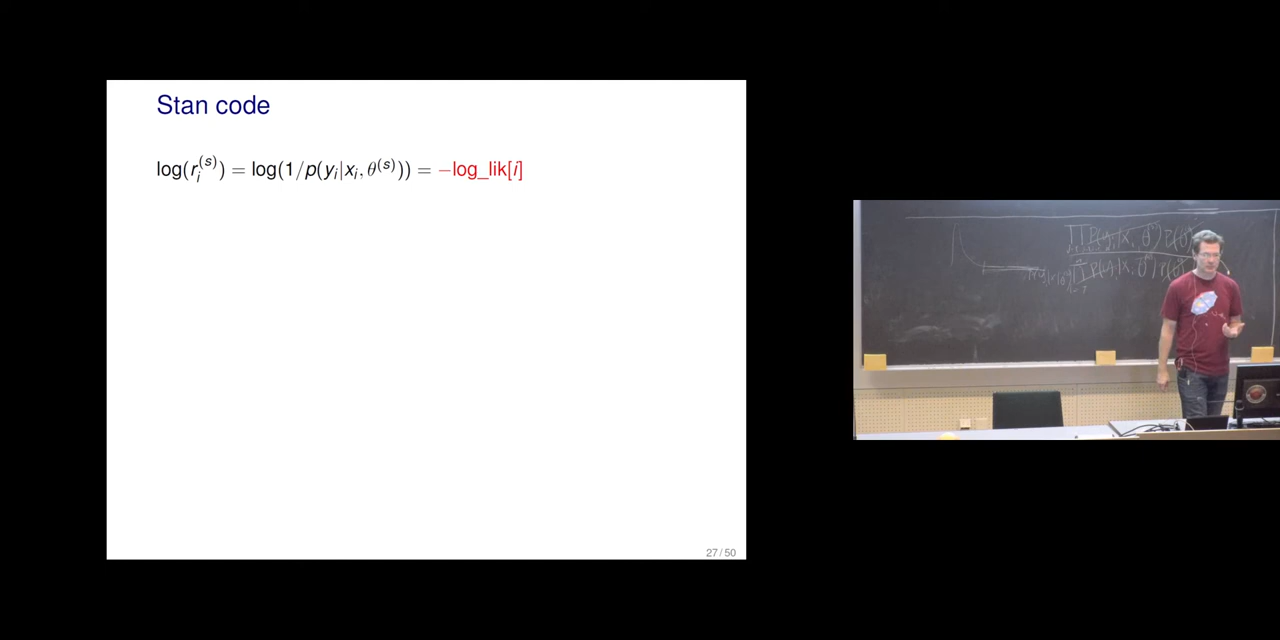 Stan code
log(r_i^{(s)}) = log(1/p(y_i|x_i, θ^{(s)})) = −log_lik[i]
27 / 50